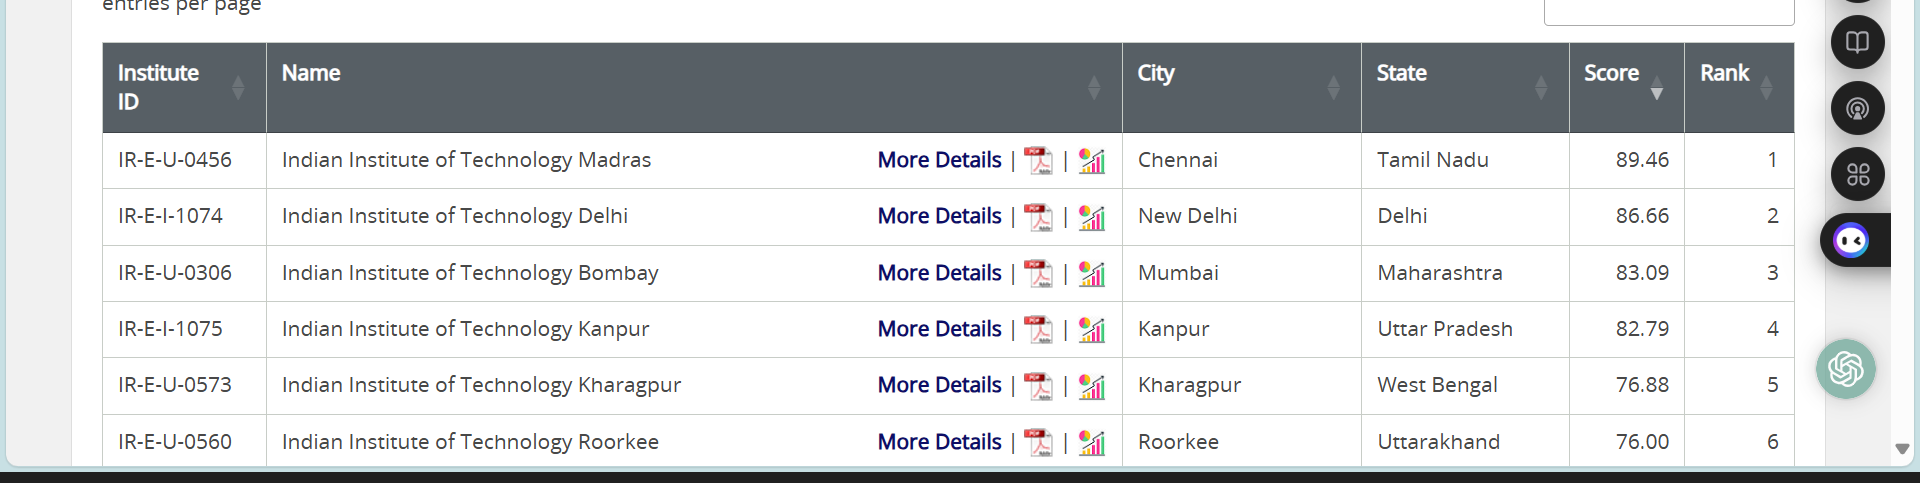 entries per page
Institute ID Name City State Score Rank
IR-E-U-0456 Indian Institute of Technology Madras More Details | | Chennai Tamil Nadu 89.46 1
IR-E-I-1074 Indian Institute of Technology Delhi More Details | | New Delhi Delhi 86.66 2
IR-E-U-0306 Indian Institute of Technology Bombay More Details | | Mumbai Maharashtra 83.09 3
IR-E-I-1075 Indian Institute of Technology Kanpur More Details | | Kanpur Uttar Pradesh 82.79 4
IR-E-U-0573 Indian Institute of Technology Kharagpur More Details | | Kharagpur West Bengal 76.88 5
IR-E-U-0560 Indian Institute of Technology Roorkee More Details | | Roorkee Uttarakhand 76.00 6